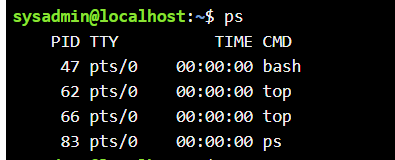 sysadmin@localhost:~$ ps
PID TTY TIME CMD
47 pts/0 00:00:00 bash
62 pts/0 00:00:00 top
66 pts/0 00:00:00 top
83 pts/0 00:00:00 ps